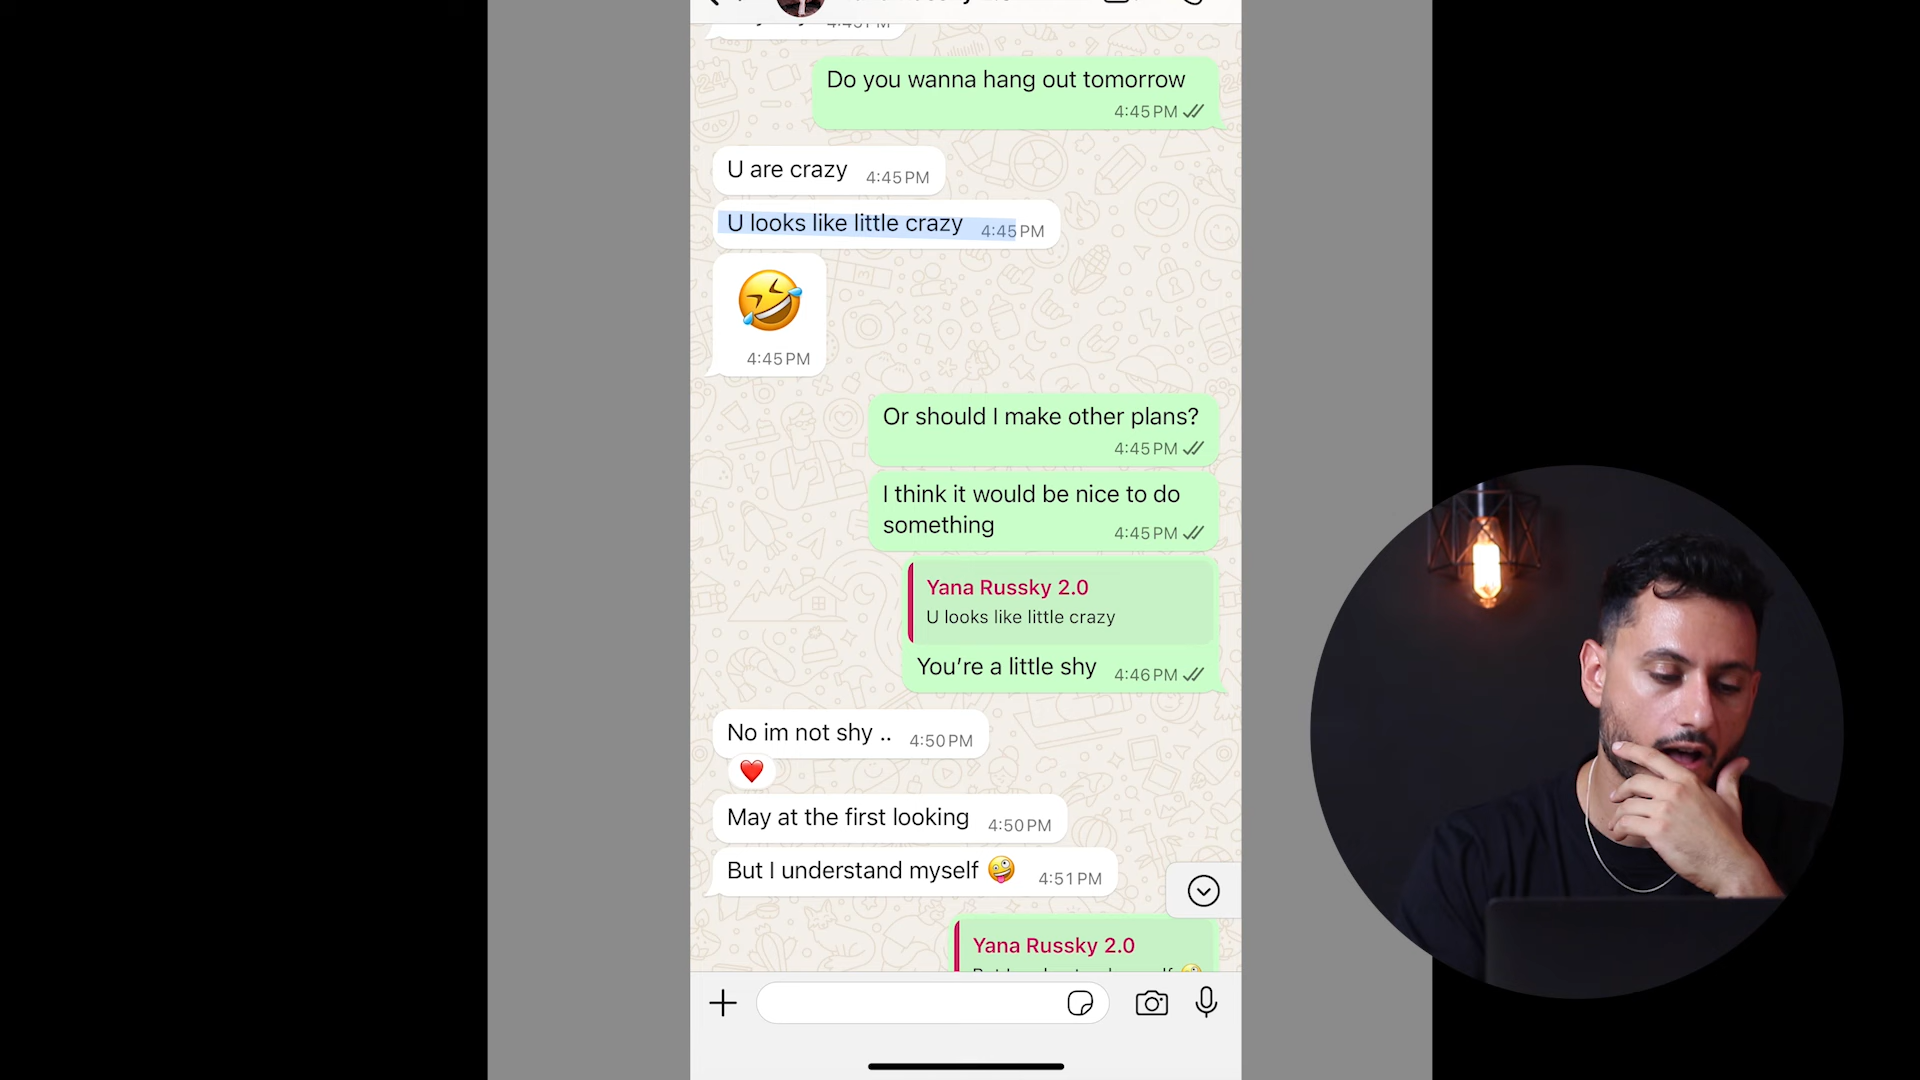 Do you wanna hang out tomorrow
4:45 PM
U are crazy 4:45 PM
U looks like little crazy 4:45 PM
🤣
4:45 PM
Or should I make other plans?
4:45 PM
I think it would be nice to do
something 4:45 PM
Yana Russky 2.0
U looks like little crazy
You’re a little shy 4:46 PM
No im not shy .. 4:50 PM
❤️
May at the first looking 4:50 PM
But I understand myself 🤪 4:51 PM
Yana Russky 2.0